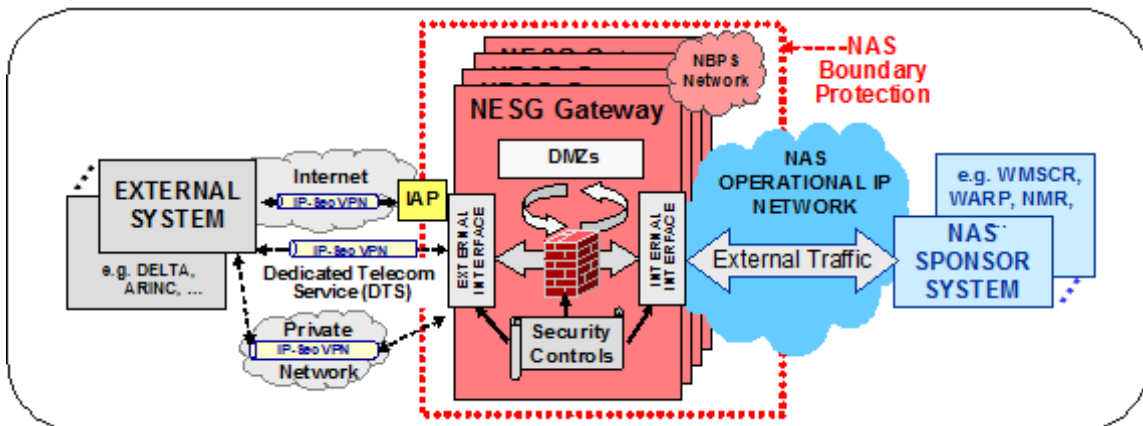 NESG Gateway
NBPS
Network
NAS
Boundary
Protection
NESG Gateway
DMZs
EXTERNAL
SYSTEM
e.g. DELTA,
ARINC, ...
Internet
IP-Sec VPN
IAP
IP-Sec VPN
Dedicated Telecom
Service (DTS)
Private
IP-Sec VPN
Network
EXTERNAL
INTERFACE
INTERNAL
INTERFACE
Security
Controls
NAS
OPERATIONAL IP
NETWORK
External Traffic
e.g. WMSCR,
WARP, NMR,
NAS
SPONSOR
SYSTEM